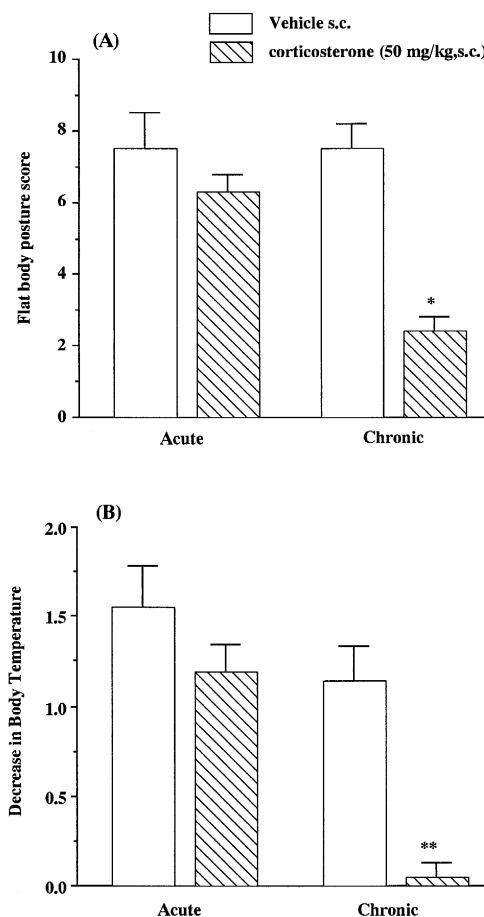 Vehicle s.c.
corticosterone (50 mg/kg,s.c.)
(A)
Flat body posture score
10
8
6
4
2
0
*
Acute
Chronic
(B)
Decrease in Body Temperature
2.0
1.5
1.0
0.5
0.0
**
Acute
Chronic